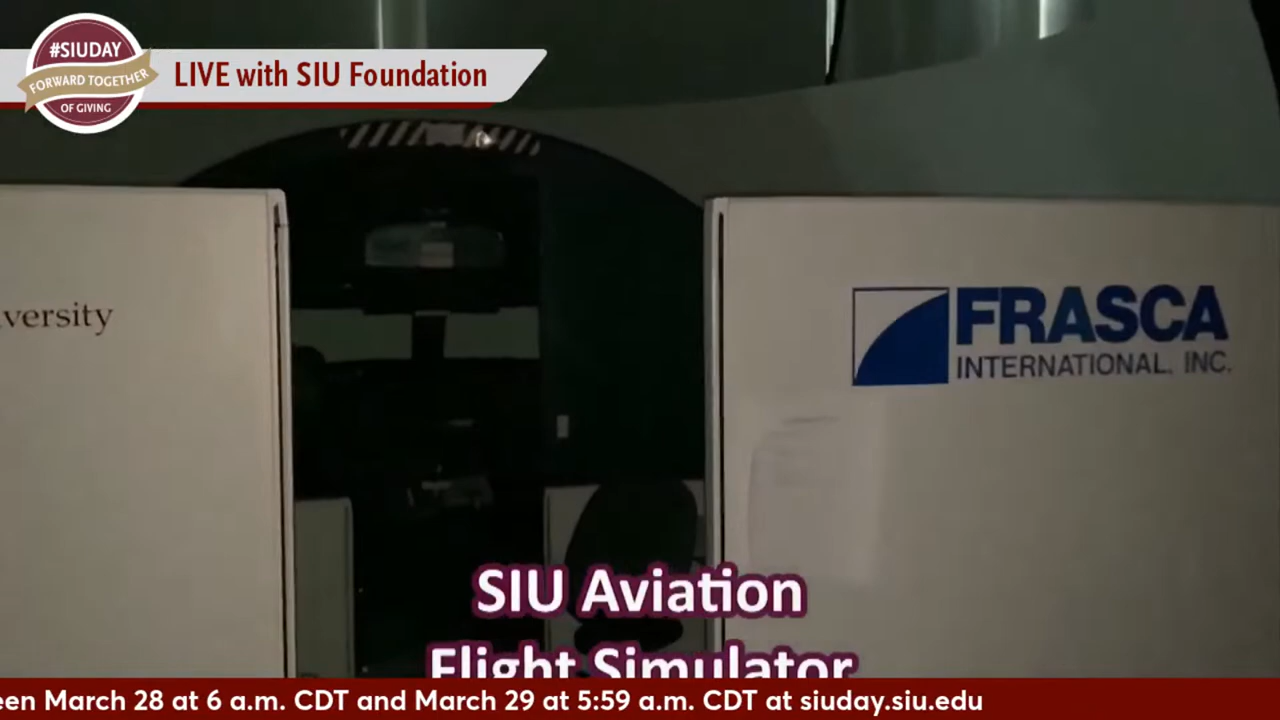 #SIUDAY
FORWARD TOGETHER
OF GIVING
LIVE with SIU Foundation
versity
FRASCA
INTERNATIONAL, INC.
SIU Aviation
Flight Simulator
een March 28 at 6 a.m. CDT and March 29 at 5:59 a.m. CDT at siuday.siu.edu